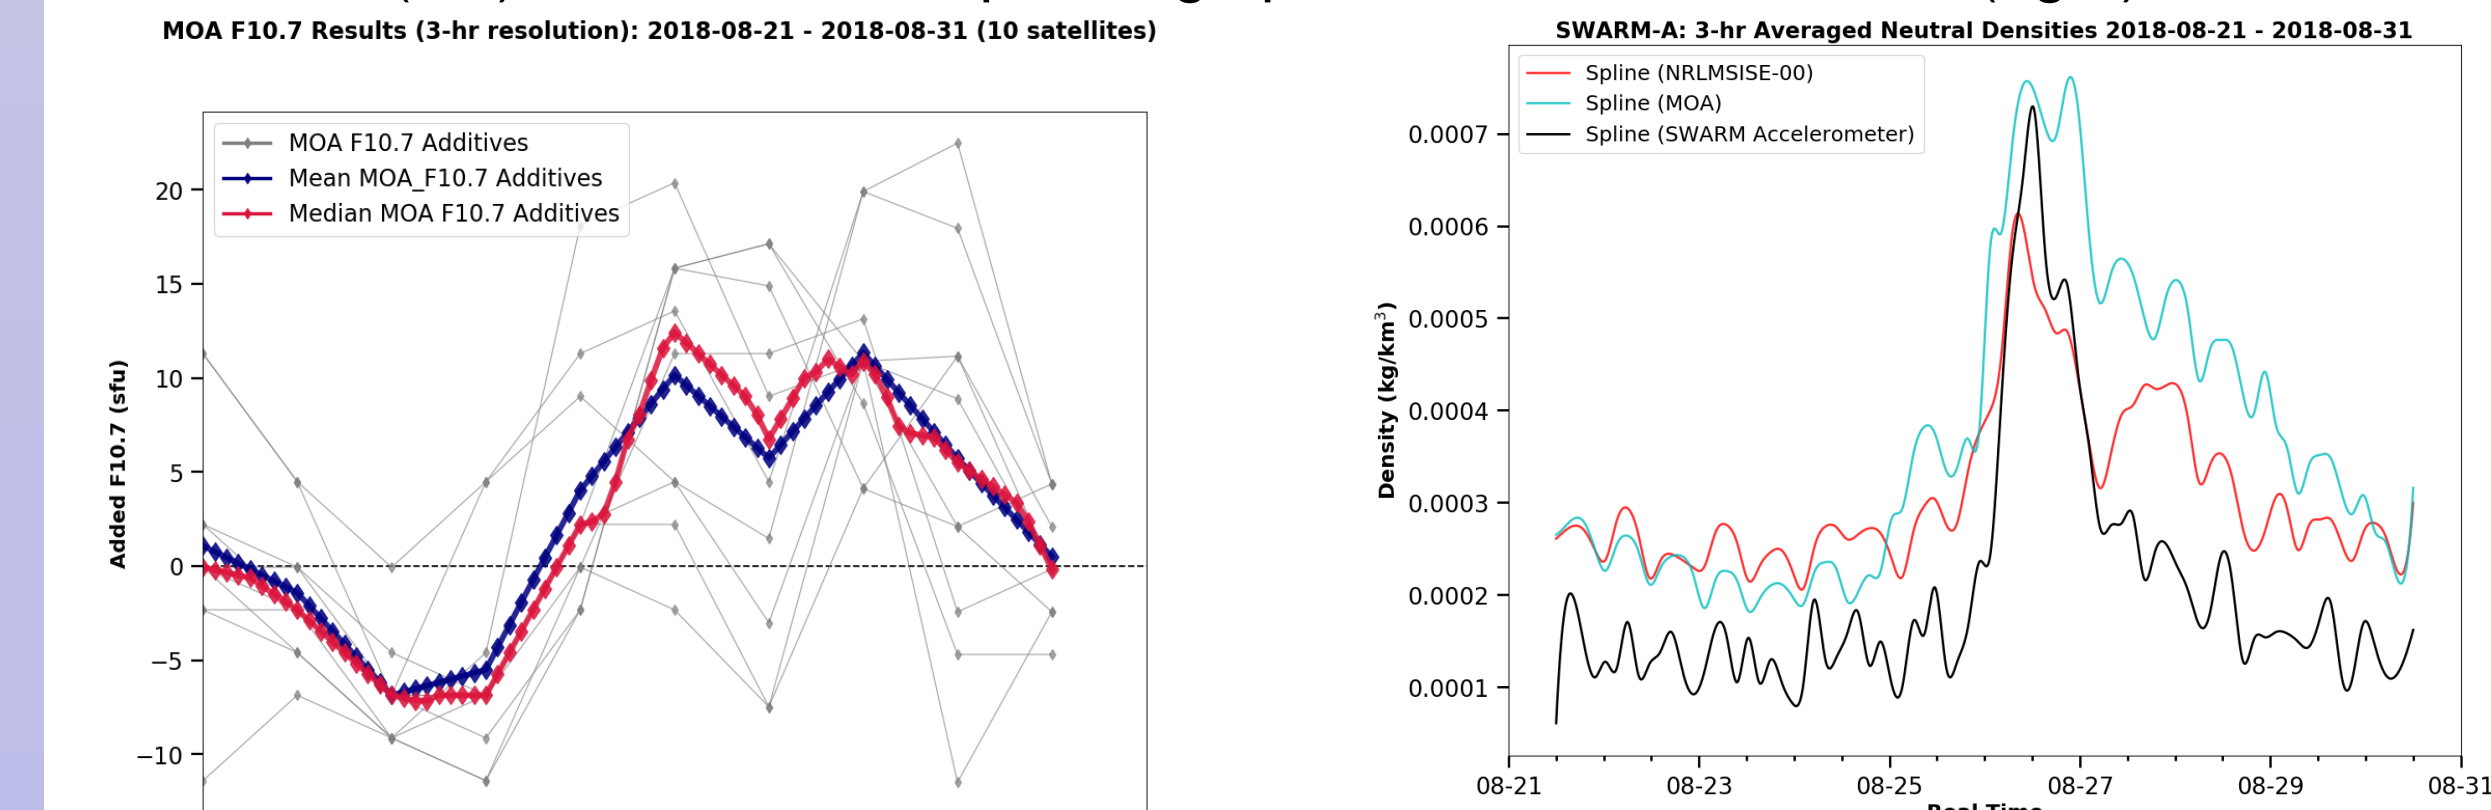 MOA F10.7 Results (3-hr resolution): 2018-08-21 - 2018-08-31 (10 satellites)
MOA F10.7 Additives
Mean MOA_F10.7 Additives
Median MOA F10.7 Additives
Added F10.7 (sfu)
20
15
10
5
0
−5
−10
SWARM-A: 3-hr Averaged Neutral Densities 2018-08-21 - 2018-08-31
Spline (NRLMSISE-00)
Spline (MOA)
Spline (SWARM Accelerometer)
Density (kg/km³)
0.0007
0.0006
0.0005
0.0004
0.0003
0.0002
0.0001
08-21 08-23 08-25 08-27 08-29 08-31
Real Time